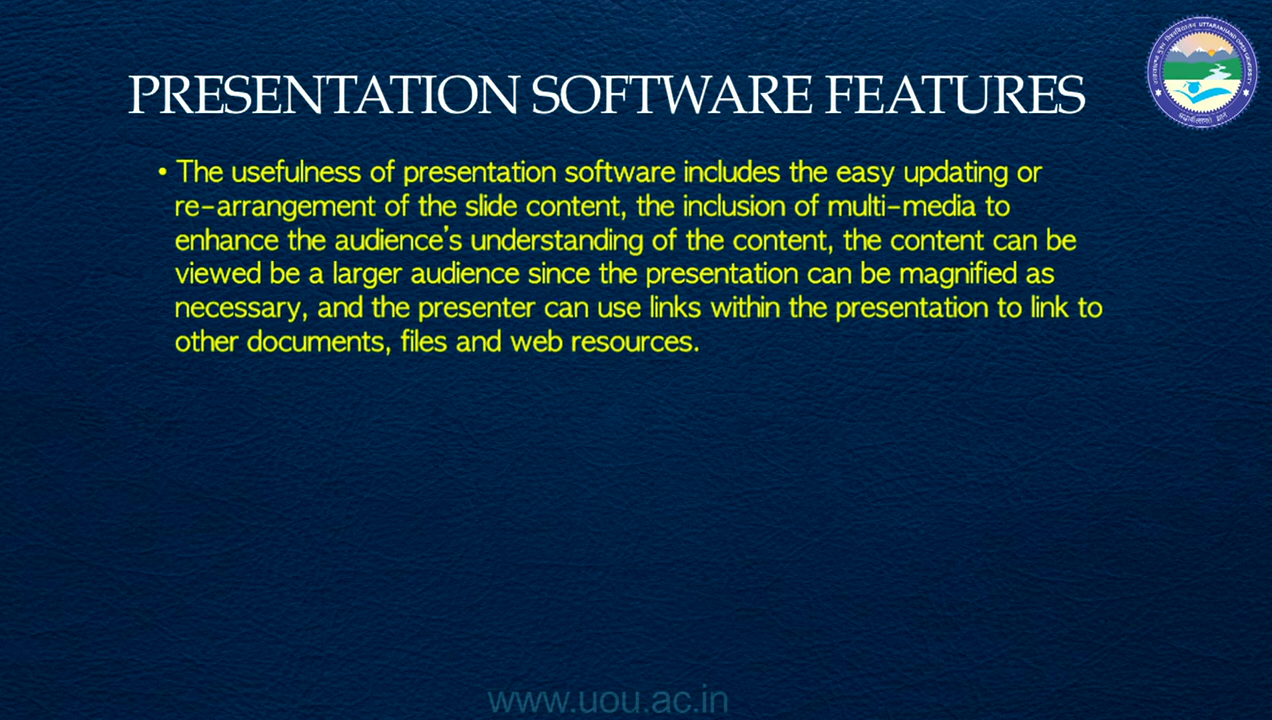 PRESENTATION SOFTWARE FEATURES
• The usefulness of presentation software includes the easy updating or
re-arrangement of the slide content, the inclusion of multi-media to
enhance the audience's understanding of the content, the content can be
viewed be a larger audience since the presentation can be magnified as
necessary, and the presenter can use links within the presentation to link to
other documents, files and web resources.
UTTARAKHAND OPEN UNIVERSITY
www.uou.ac.in